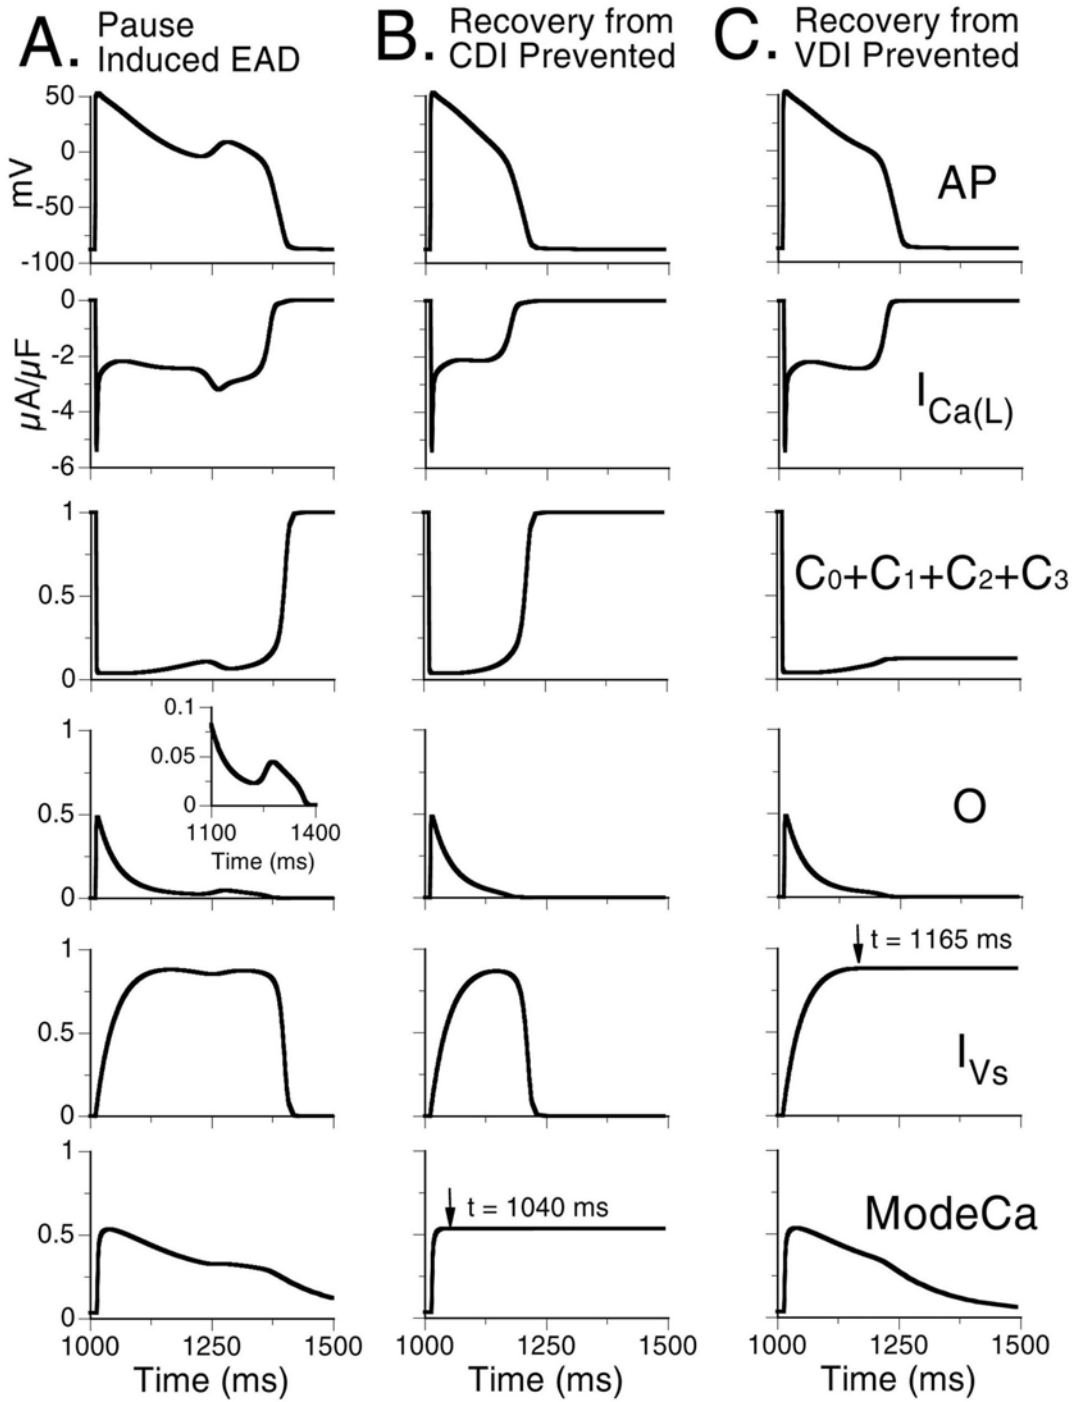 A. Pause
Induced EAD
B. Recovery from
CDI Prevented
C. Recovery from
VDI Prevented
50
0
-50
-100
mV
AP
0
-2
-4
-6
µA/µF
I Ca(L)
1
0.5
0
C0+C1+C2+C3
1
0.5
0
0.1
0.05
0
1100 1400
Time (ms)
O
1
0.5
0
t = 1165 ms
I Vs
1
0.5
0
t = 1040 ms
ModeCa
1000 1250 1500
Time (ms)
1000 1250 1500
Time (ms)
1000 1250 1500
Time (ms)